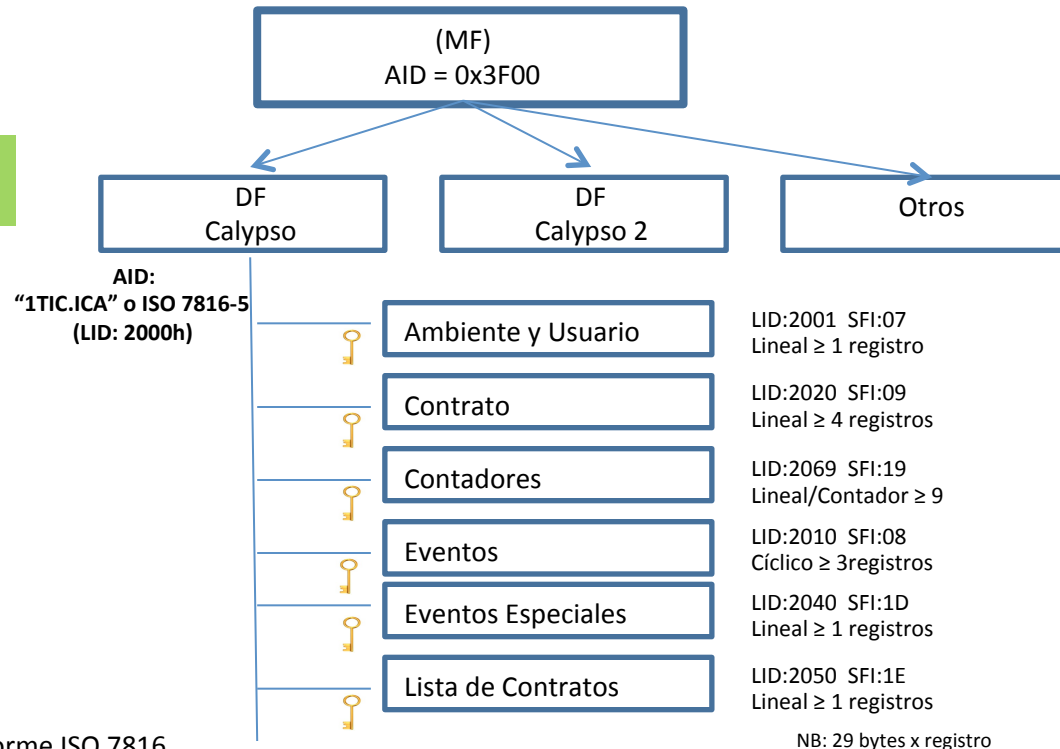 (MF)
AID = 0x3F00
DF
Calypso
DF
Calypso 2
Otros
AID:
“1TIC.ICA” o ISO 7816-5
(LID: 2000h)
Ambiente y Usuario
LID:2001 SFI:07
Lineal ≥ 1 registro
Contrato
LID:2020 SFI:09
Lineal ≥ 4 registros
Contadores
LID:2069 SFI:19
Lineal/Contador ≥ 9
Eventos
LID:2010 SFI:08
Cíclico ≥ 3registros
Eventos Especiales
LID:2040 SFI:1D
Lineal ≥ 1 registros
Lista de Contratos
LID:2050 SFI:1E
Lineal ≥ 1 registros
NB: 29 bytes x registro
ISO 7816